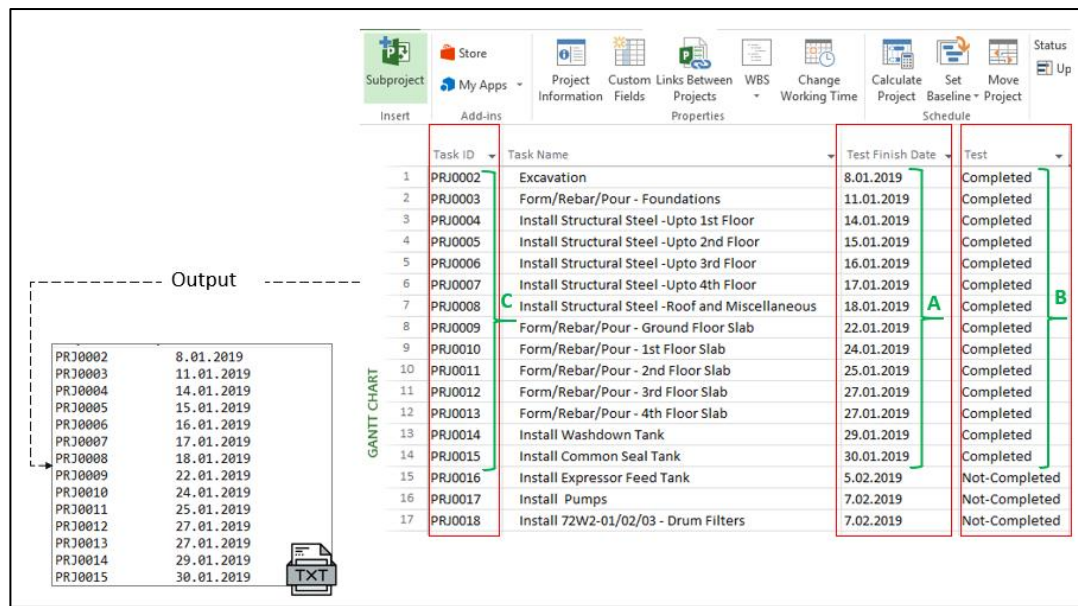 Subproject
Insert
Store
My Apps
Add-ins
Project Information
Custom Fields
Links Between Projects
WBS
Change Working Time
Properties
Calculate Project
Set Baseline
Move Project
Schedule
Status
Up
Task ID Task Name Test Finish Date Test
1 PRJ0002 Excavation 8.01.2019 Completed
2 PRJ0003 Form/Rebar/Pour - Foundations 11.01.2019 Completed
3 PRJ0004 Install Structural Steel -Upto 1st Floor 14.01.2019 Completed
4 PRJ0005 Install Structural Steel -Upto 2nd Floor 15.01.2019 Completed
5 PRJ0006 Install Structural Steel -Upto 3rd Floor 16.01.2019 Completed
6 PRJ0007 Install Structural Steel -Upto 4th Floor 17.01.2019 Completed
7 PRJ0008 Install Structural Steel -Roof and Miscellaneous 18.01.2019 Completed
8 PRJ0009 Form/Rebar/Pour - Ground Floor Slab 22.01.2019 Completed
9 PRJ0010 Form/Rebar/Pour - 1st Floor Slab 24.01.2019 Completed
10 PRJ0011 Form/Rebar/Pour - 2nd Floor Slab 25.01.2019 Completed
11 PRJ0012 Form/Rebar/Pour - 3rd Floor Slab 27.01.2019 Completed
12 PRJ0013 Form/Rebar/Pour - 4th Floor Slab 27.01.2019 Completed
13 PRJ0014 Install Washdown Tank 29.01.2019 Completed
14 PRJ0015 Install Common Seal Tank 30.01.2019 Completed
15 PRJ0016 Install Expressor Feed Tank 5.02.2019 Not-Completed
16 PRJ0017 Install Pumps 7.02.2019 Not-Completed
17 PRJ0018 Install 72W2-01/02/03 - Drum Filters 7.02.2019 Not-Completed
C
A
B
GANTT CHART
Output
PRJ0002 8.01.2019
PRJ0003 11.01.2019
PRJ0004 14.01.2019
PRJ0005 15.01.2019
PRJ0006 16.01.2019
PRJ0007 17.01.2019
PRJ0008 18.01.2019
PRJ0009 22.01.2019
PRJ0010 24.01.2019
PRJ0011 25.01.2019
PRJ0012 27.01.2019
PRJ0013 27.01.2019
PRJ0014 29.01.2019
PRJ0015 30.01.2019
TXT